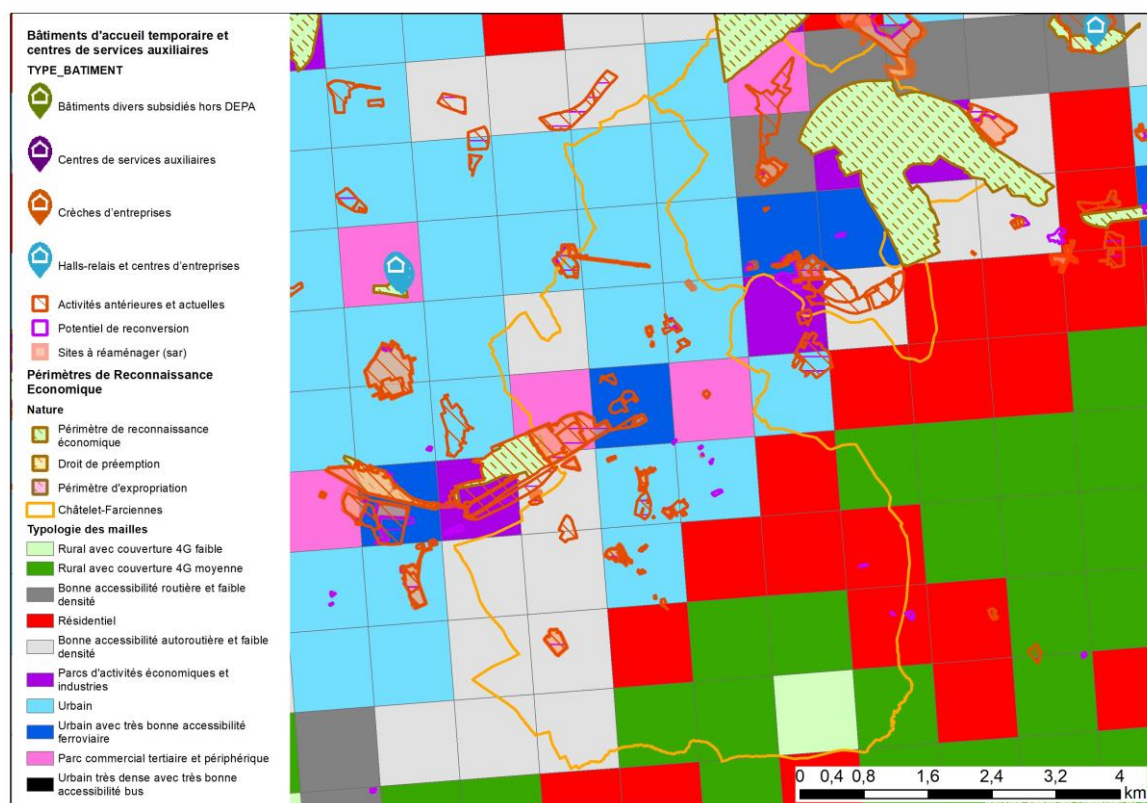 Bâtiments d'accueil temporaire et
centres de services auxiliaires
TYPE_BATIMENT
Bâtiments divers subsidiés hors DEPA
Centres de services auxiliaires
Crèches d'entreprises
Halls-relais et centres d'entreprises
Activités antérieures et actuelles
Potentiel de reconversion
Sites à réaménager (sar)
Périmètres de Reconnaissance
Economique
Nature
Périmètre de reconnaissance
économique
Droit de préemption
Périmètre d'expropriation
Châtelet-Farciennes
Typologie des mailles
Rural avec couverture 4G faible
Rural avec couverture 4G moyenne
Bonne accessibilité routière et faible
densité
Résidentiel
Bonne accessibilité autoroutière et faible
densité
Parcs d'activités économiques et
industries
Urbain
Urbain avec très bonne accessibilité
ferroviaire
Parc commercial tertiaire et périphérique
Urbain très dense avec très bonne
accessibilité bus
0 0,4 0,8 1,6 2,4 3,2 4
km